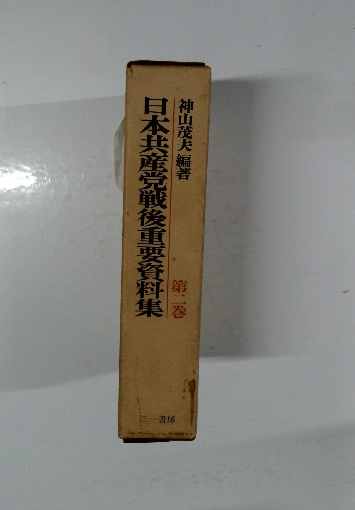 神山茂夫編著
日本共産党戦後重要資料集
第二巻
三一書房